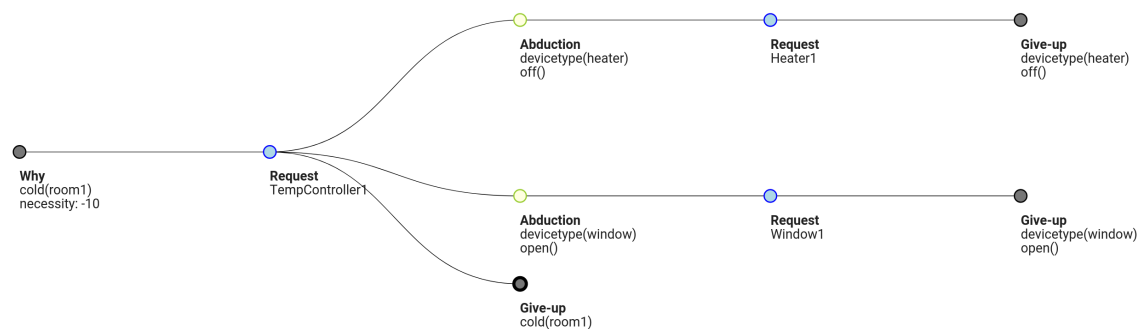 Abduction
devicetype(heater)
off()
Request
Heater1
Give-up
devicetype(heater)
off()
Why
cold(room1)
necessity: -10
Request
TempController1
Abduction
devicetype(window)
open()
Request
Window1
Give-up
devicetype(window)
open()
Give-up
cold(room1)